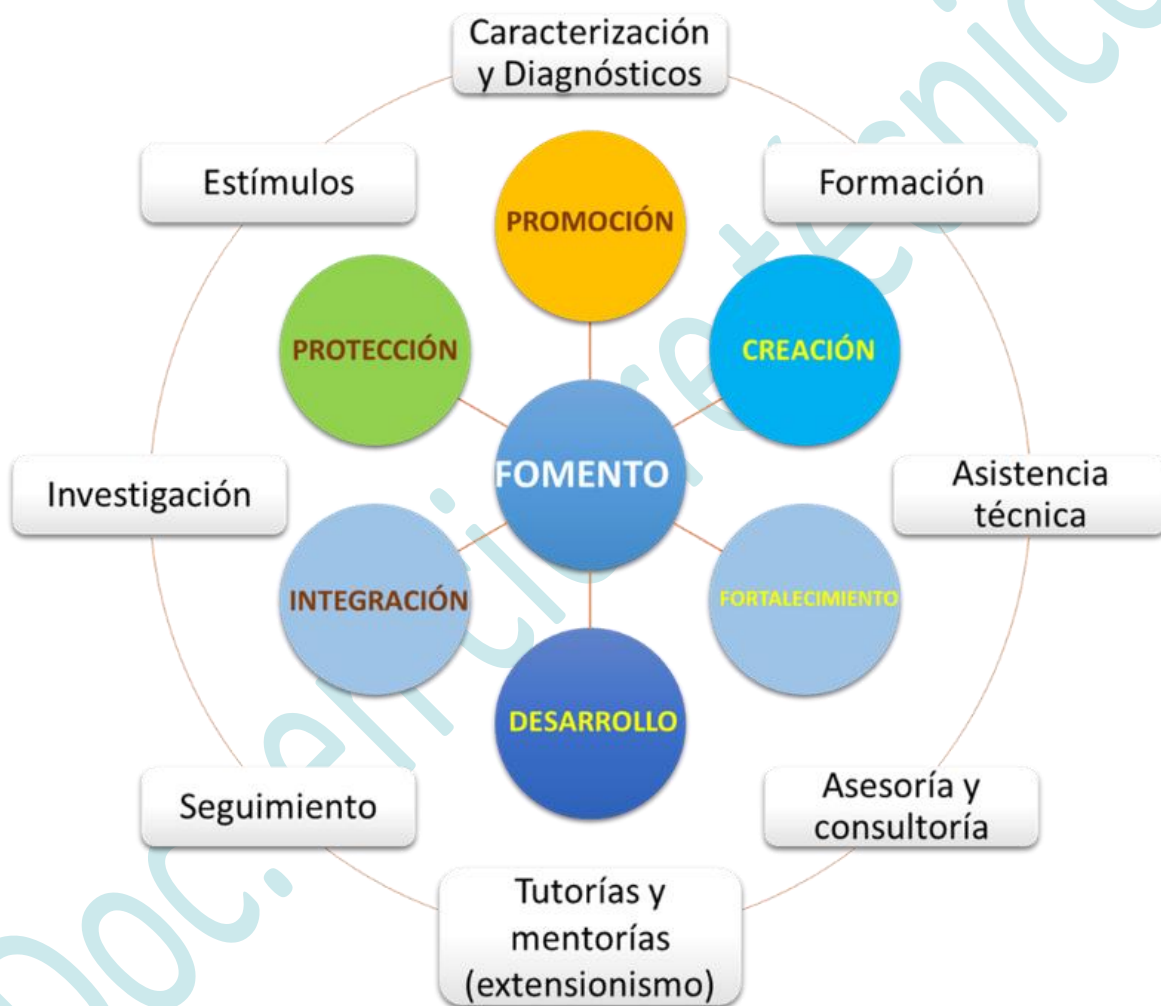 Caracterización
y Diagnósticos
Estímulos
Formación
PROMOCIÓN
PROTECCIÓN
CREACIÓN
FOMENTO
Investigación
Asistencia
técnica
INTEGRACIÓN
FORTALECIMIENTO
DESARROLLO
Seguimiento
Asesoría y
consultoría
Tutorías y
mentorías
(extensionismo)